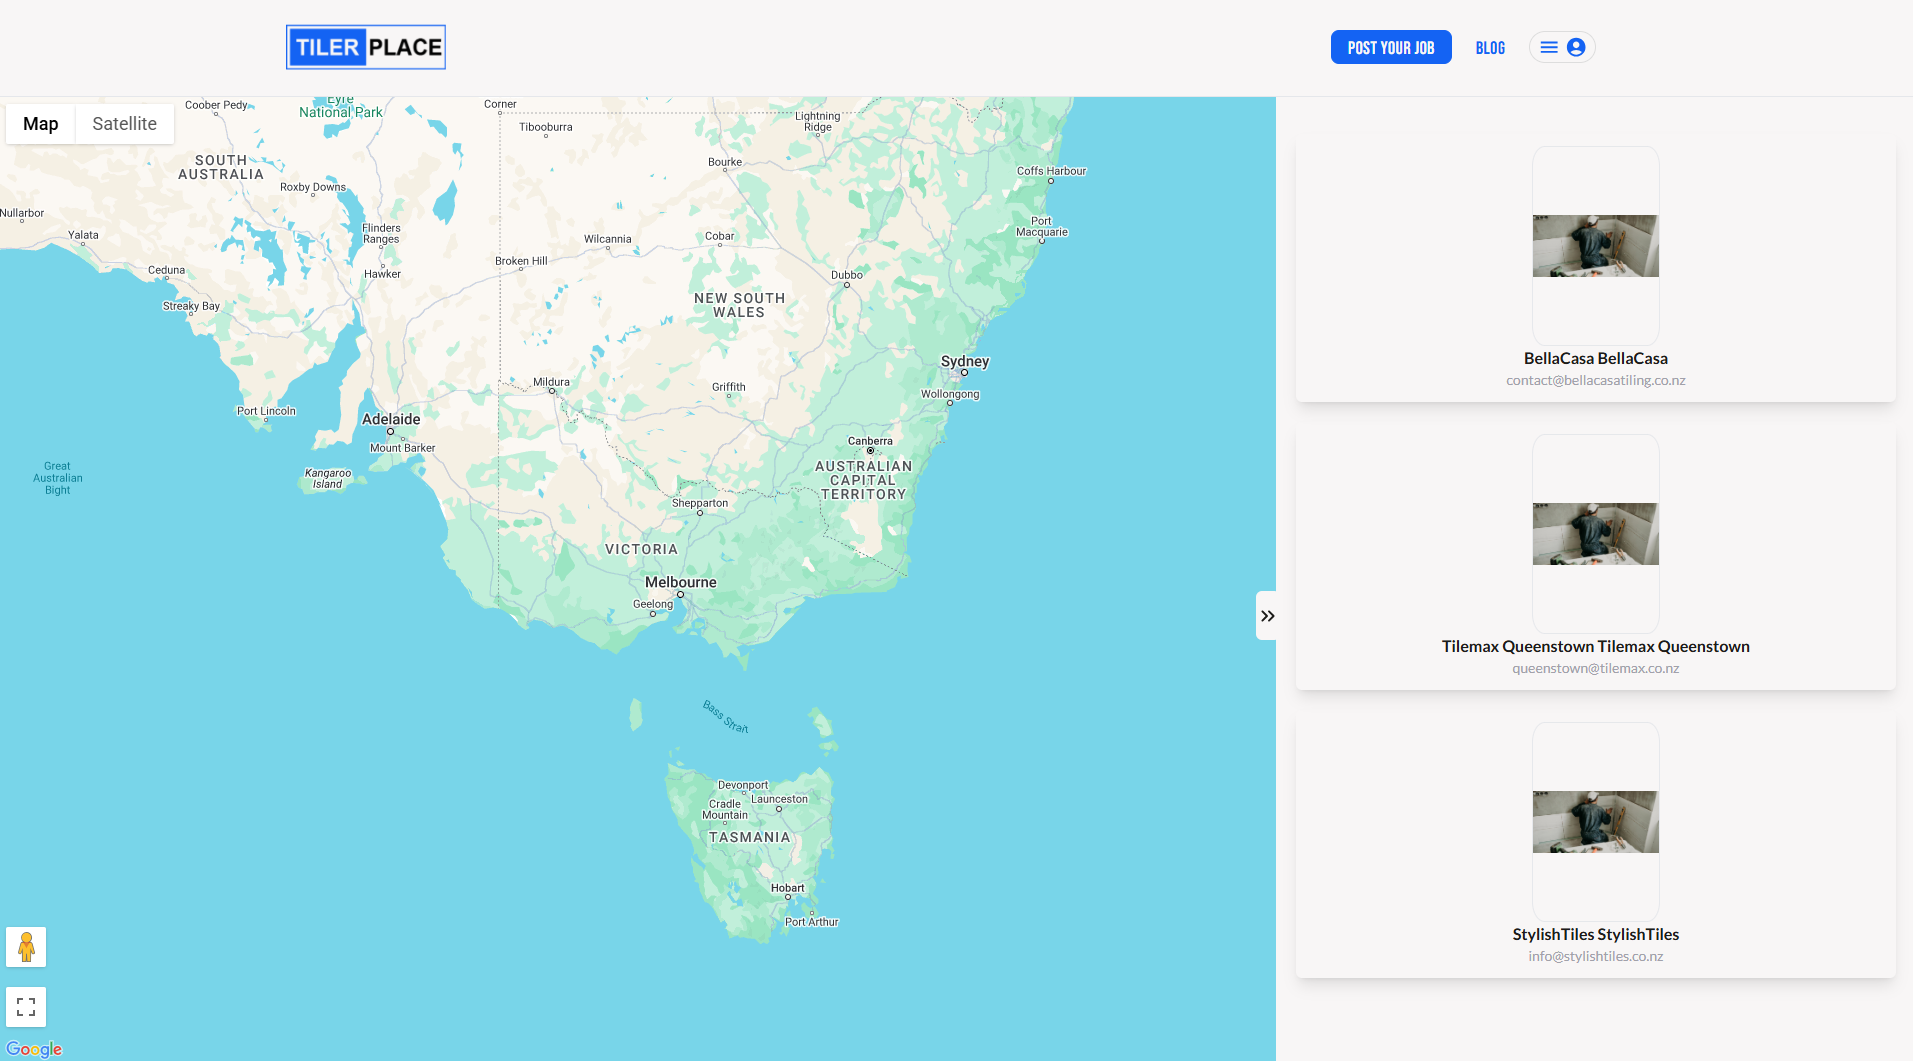 TILER PLACE
POST YOUR JOB
BLOG
Map
Satellite
Coober Pedy
Eyre
National Park
Corner
Tibooburra
Lightning
Ridge
SOUTH
AUSTRALIA
Roxby Downs
Bourke
Coffs Harbour
Nullarbor
Yalata
Flinders
Ranges
Wilcannia
Cobar
Port
Macquarie
Ceduna
Hawker
Broken Hill
Dubbo
Streaky Bay
NEW SOUTH
WALES
Sydney
Mildura
Griffith
Wollongong
Port Lincoln
Adelaide
Mount Barker
Canberra
Great
Australian
Bight
Kangaroo
Island
AUSTRALIAN
CAPITAL
TERRITORY
Shepparton
VICTORIA
Melbourne
Geelong
Bass Strait
Devonport
Launceston
Cradle
Mountain
TASMANIA
Hobart
Port Arthur
Google
BellaCasa BellaCasa
contact@bellacasatiling.co.nz
Tilemax Queenstown Tilemax Queenstown
queenstown@tilemax.co.nz
StylishTiles StylishTiles
info@stylishtiles.co.nz